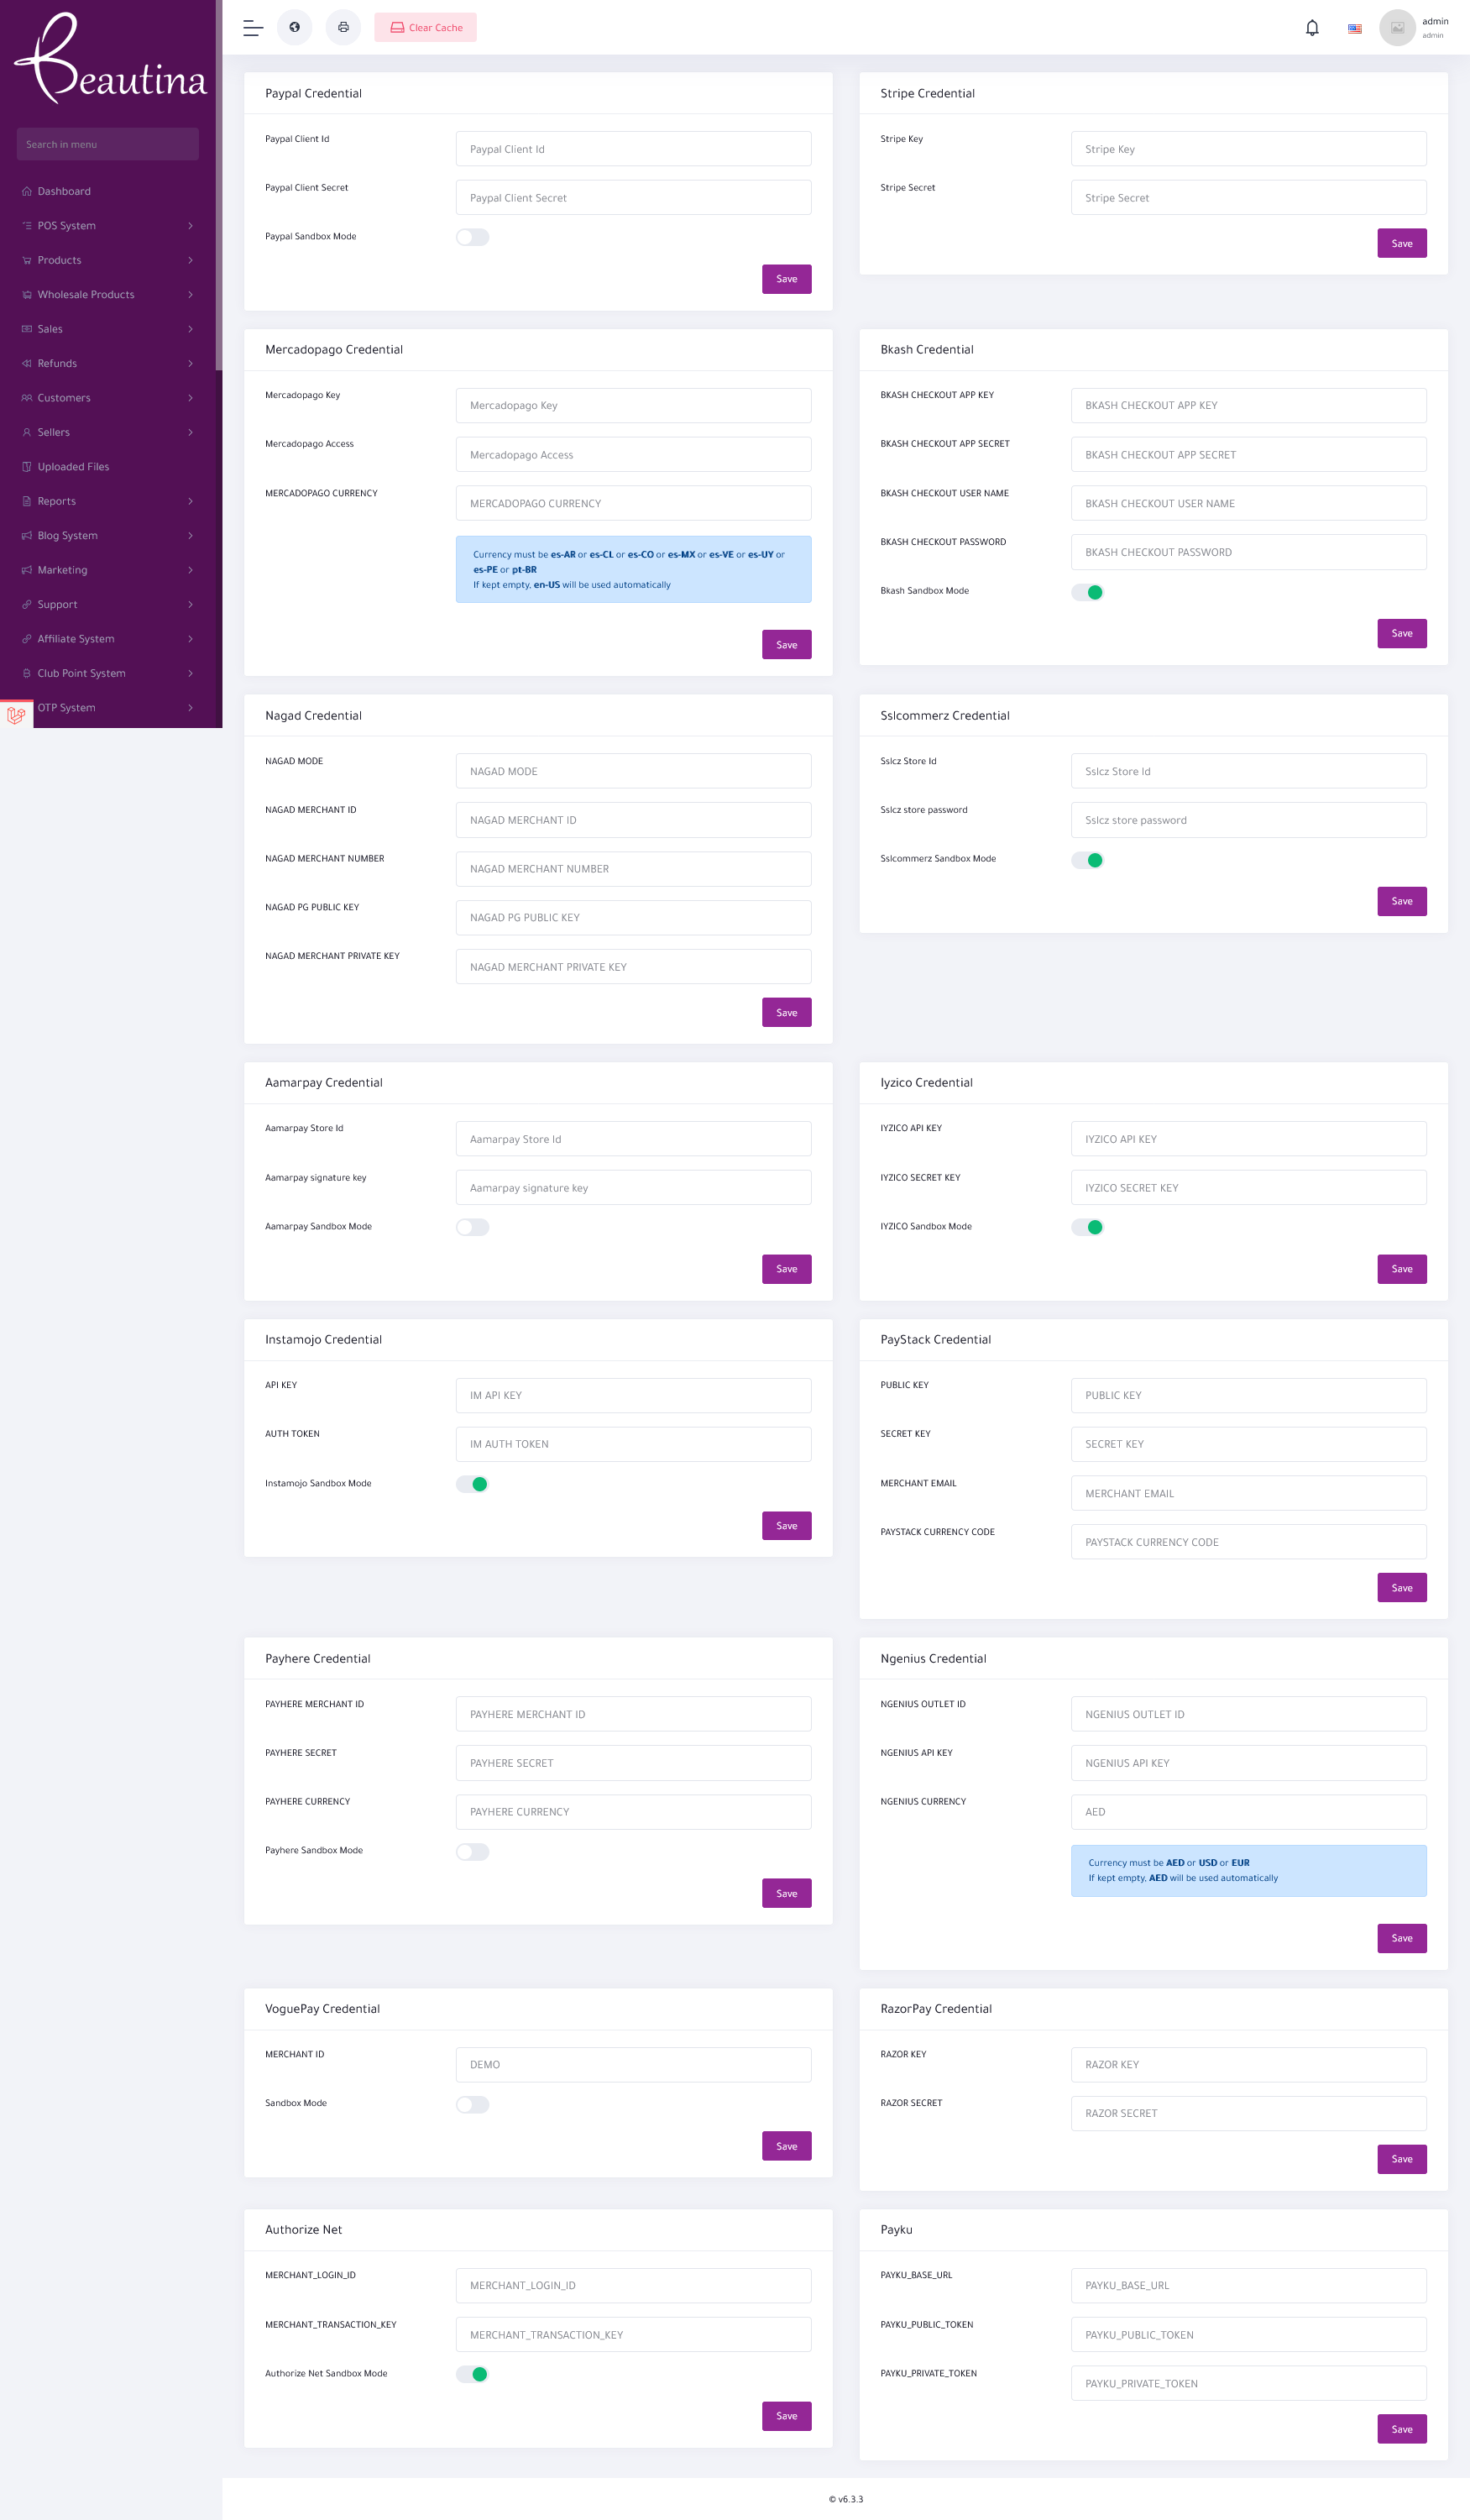 Beautina
Search in menu
Dashboard
POS System
Products
Wholesale Products
Sales
Refunds
Customers
Sellers
Uploaded Files
Reports
Blog System
Marketing
Support
Affiliate System
Club Point System
OTP System
Clear Cache
admin
admin
Paypal Credential
Paypal Client Id
Paypal Client Id
Paypal Client Secret
Paypal Client Secret
Paypal Sandbox Mode
Save
Stripe Credential
Stripe Key
Stripe Key
Stripe Secret
Stripe Secret
Save
Mercadopago Credential
Mercadopago Key
Mercadopago Key
Mercadopago Access
Mercadopago Access
MERCADOPAGO CURRENCY
MERCADOPAGO CURRENCY
Currency must be es-AR or es-CL or es-CO or es-MX or es-VE or es-UY or
es-PE or pt-BR
If kept empty, en-US will be used automatically
Save
Bkash Credential
BKASH CHECKOUT APP KEY
BKASH CHECKOUT APP KEY
BKASH CHECKOUT APP SECRET
BKASH CHECKOUT APP SECRET
BKASH CHECKOUT USER NAME
BKASH CHECKOUT USER NAME
BKASH CHECKOUT PASSWORD
BKASH CHECKOUT PASSWORD
Bkash Sandbox Mode
Save
Nagad Credential
NAGAD MODE
NAGAD MODE
NAGAD MERCHANT ID
NAGAD MERCHANT ID
NAGAD MERCHANT NUMBER
NAGAD MERCHANT NUMBER
NAGAD PG PUBLIC KEY
NAGAD PG PUBLIC KEY
NAGAD MERCHANT PRIVATE KEY
NAGAD MERCHANT PRIVATE KEY
Save
Sslcommerz Credential
Sslcz Store Id
Sslcz Store Id
Sslcz store password
Sslcz store password
Sslcommerz Sandbox Mode
Save
Aamarpay Credential
Aamarpay Store Id
Aamarpay Store Id
Aamarpay signature key
Aamarpay signature key
Aamarpay Sandbox Mode
Save
Iyzico Credential
IYZICO API KEY
IYZICO API KEY
IYZICO SECRET KEY
IYZICO SECRET KEY
IYZICO Sandbox Mode
Save
Instamojo Credential
API KEY
IM API KEY
AUTH TOKEN
IM AUTH TOKEN
Instamojo Sandbox Mode
Save
PayStack Credential
PUBLIC KEY
PUBLIC KEY
SECRET KEY
SECRET KEY
MERCHANT EMAIL
MERCHANT EMAIL
PAYSTACK CURRENCY CODE
PAYSTACK CURRENCY CODE
Save
Payhere Credential
PAYHERE MERCHANT ID
PAYHERE MERCHANT ID
PAYHERE SECRET
PAYHERE SECRET
PAYHERE CURRENCY
PAYHERE CURRENCY
Payhere Sandbox Mode
Save
Ngenius Credential
NGENIUS OUTLET ID
NGENIUS OUTLET ID
NGENIUS API KEY
NGENIUS API KEY
NGENIUS CURRENCY
AED
Currency must be AED or USD or EUR
If kept empty, AED will be used automatically
Save
VoguePay Credential
MERCHANT ID
DEMO
Sandbox Mode
Save
RazorPay Credential
RAZOR KEY
RAZOR KEY
RAZOR SECRET
RAZOR SECRET
Save
Authorize Net
MERCHANT_LOGIN_ID
MERCHANT_LOGIN_ID
MERCHANT_TRANSACTION_KEY
MERCHANT_TRANSACTION_KEY
Authorize Net Sandbox Mode
Save
Payku
PAYKU_BASE_URL
PAYKU_BASE_URL
PAYKU_PUBLIC_TOKEN
PAYKU_PUBLIC_TOKEN
PAYKU_PRIVATE_TOKEN
PAYKU_PRIVATE_TOKEN
Save
© v6.3.3